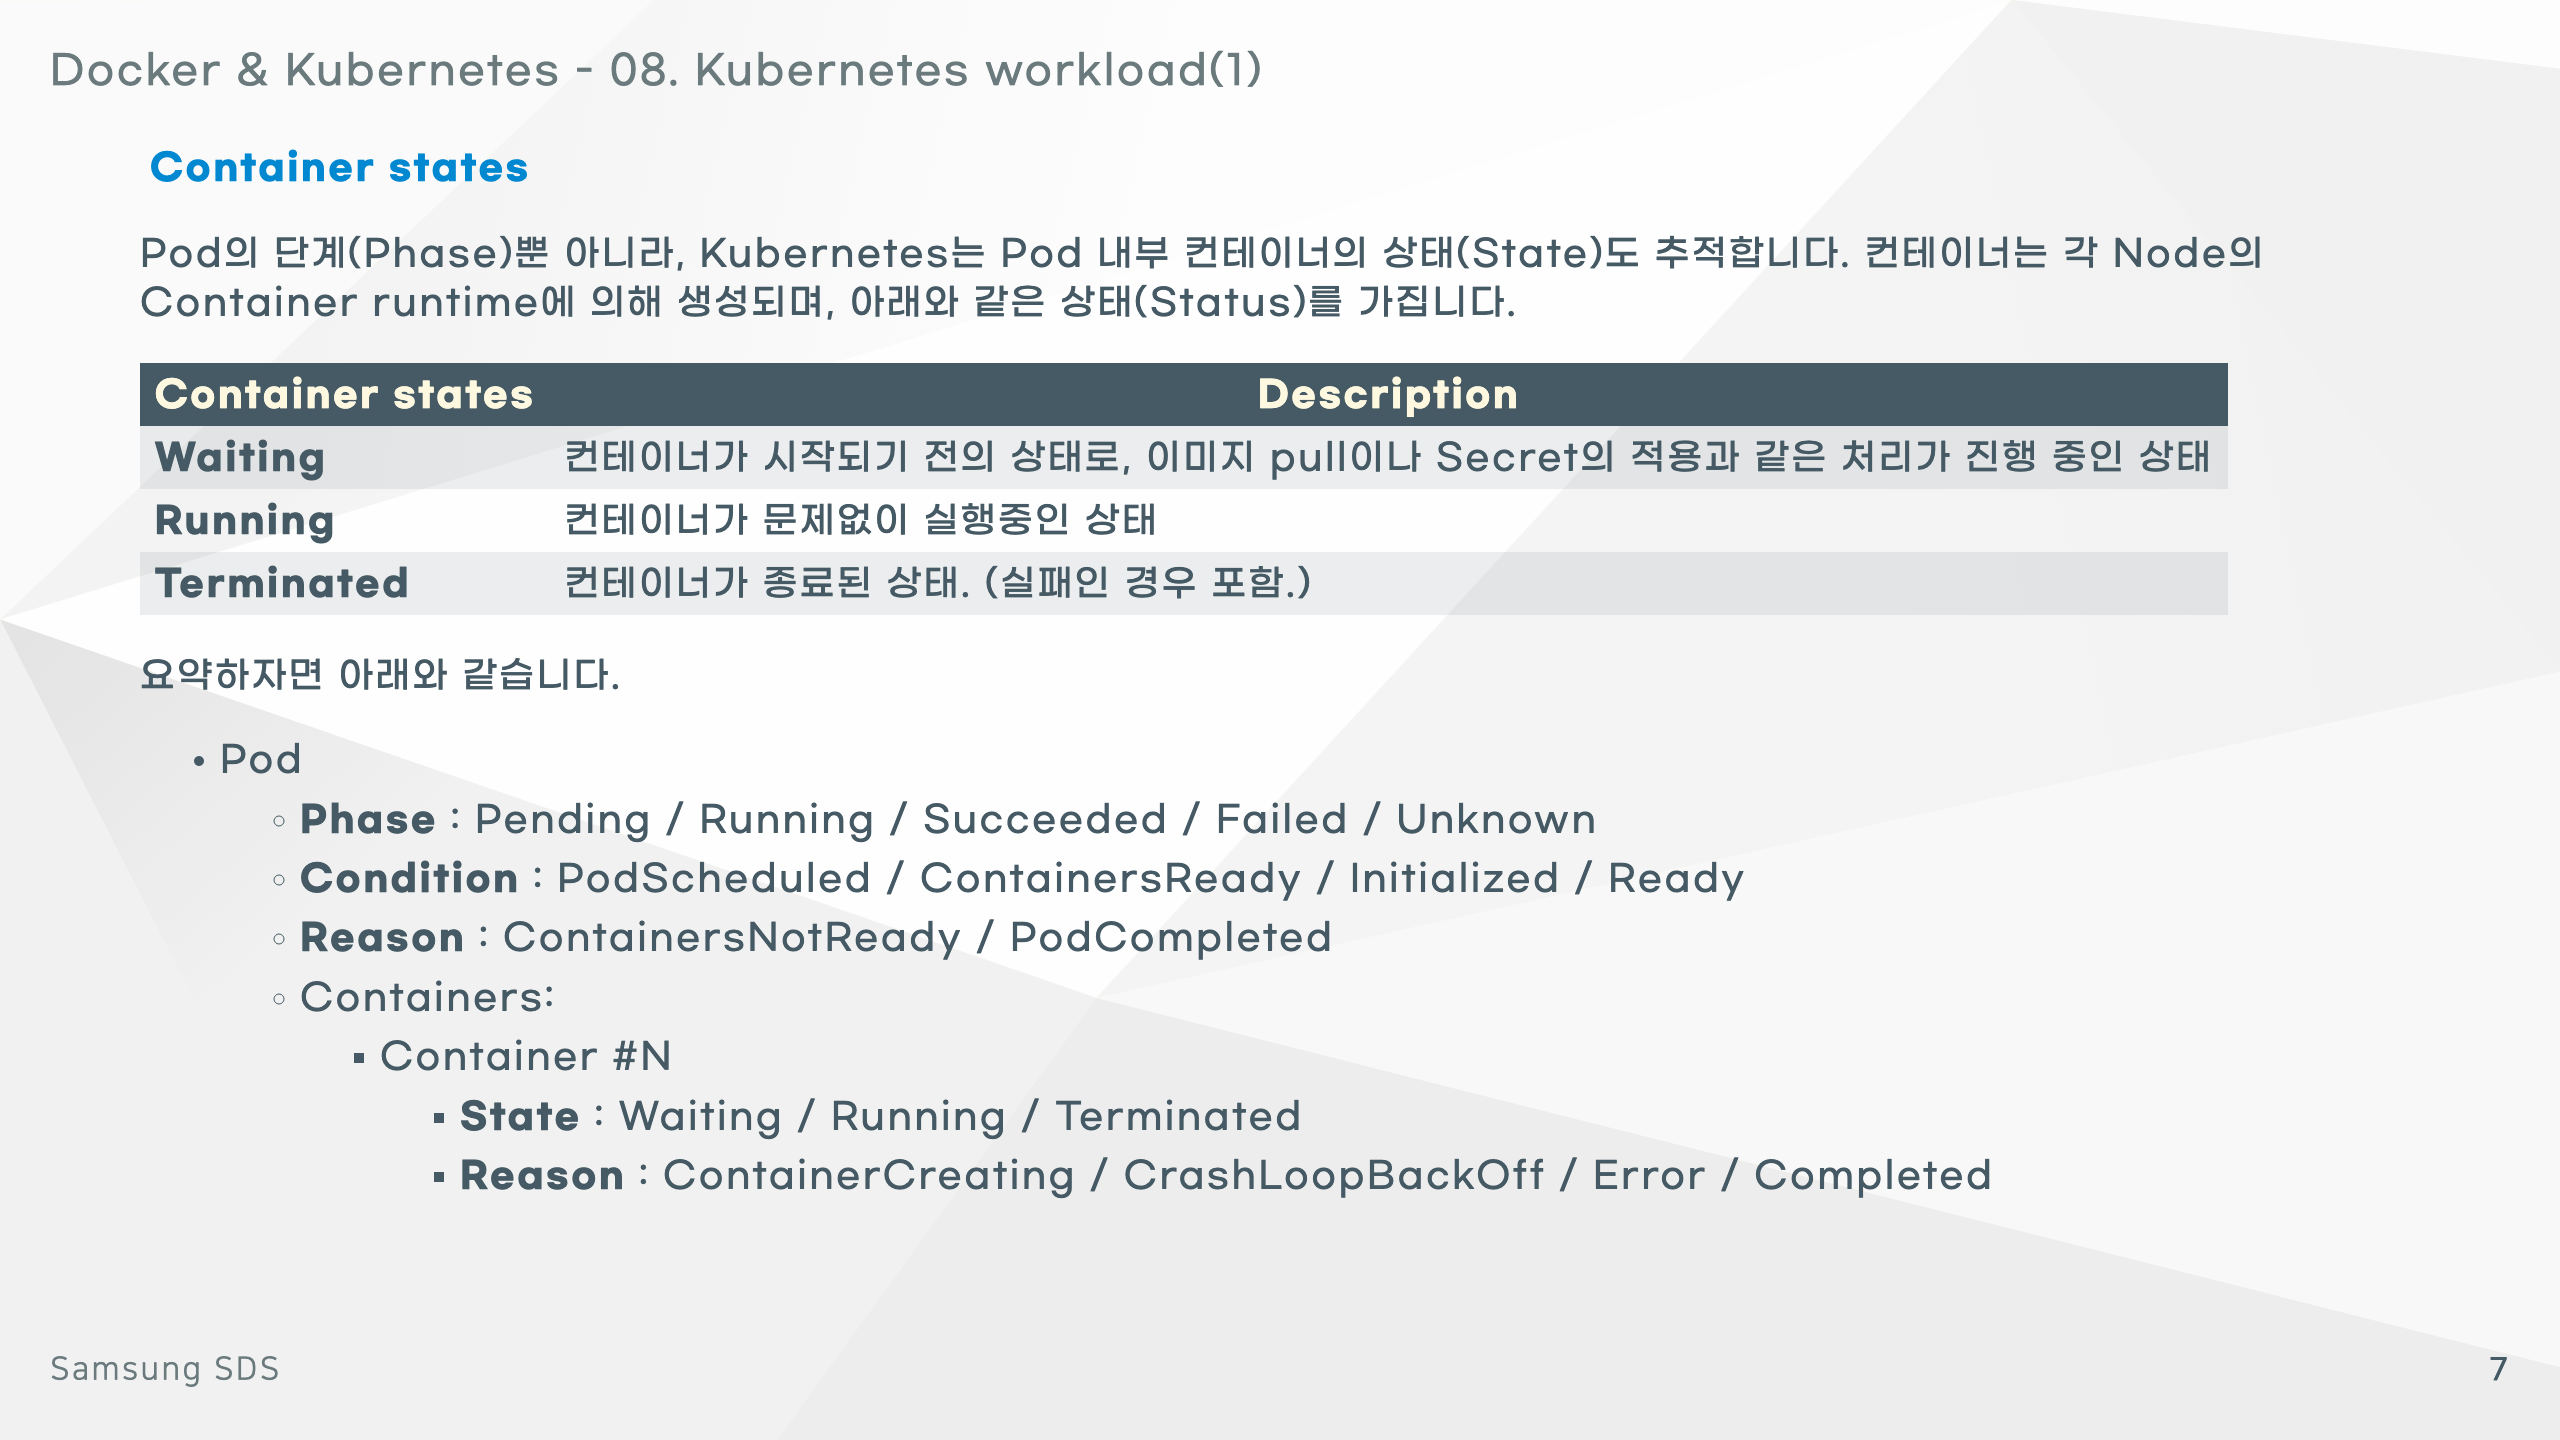 Docker & Kubernetes - 08. Kubernetes workload(1)
Container states
Pod의 단계(Phase)뿐 아니라, Kubernetes는 Pod 내부 컨테이너의 상태(State)도 추적합니다. 컨테이너는 각 Node의
Container runtime에 의해 생성되며, 아래와 같은 상태(Status)를 가집니다.
Container states Description
Waiting 컨테이너가 시작되기 전의 상태로, 이미지 pull이나 Secret의 적용과 같은 처리가 진행 중인 상태
Running 컨테이너가 문제없이 실행중인 상태
Terminated 컨테이너가 종료된 상태. (실패인 경우 포함.)
요약하자면 아래와 같습니다.
• Pod
◦ Phase : Pending / Running / Succeeded / Failed / Unknown
◦ Condition : PodScheduled / ContainersReady / Initialized / Ready
◦ Reason : ContainersNotReady / PodCompleted
◦ Containers:
▪ Container #N
▪ State : Waiting / Running / Terminated
▪ Reason : ContainerCreating / CrashLoopBackOff / Error / Completed
Samsung SDS
7